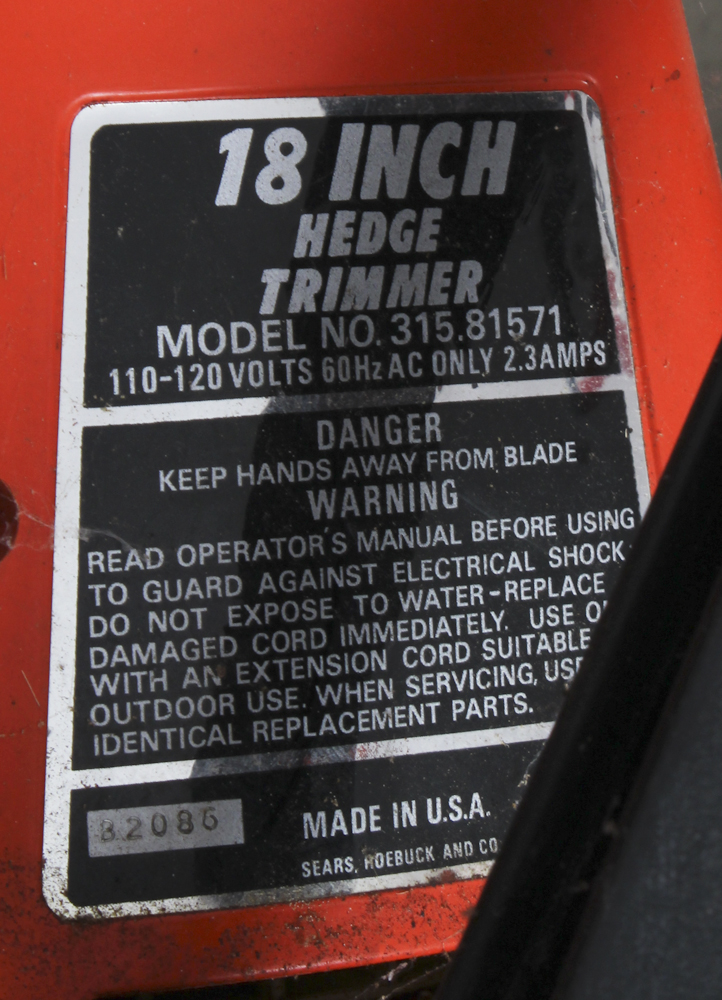 18 INCH
HEDGE
TRIMMER
MODEL NO. 315.81571
110-120 VOLTS 60Hz AC ONLY 2.3AMPS
DANGER
KEEP HANDS AWAY FROM BLADE
WARNING
READ OPERATOR'S MANUAL BEFORE USING
TO GUARD AGAINST ELECTRICAL SHOCK
DO NOT EXPOSE TO WATER-REPLACE
DAMAGED CORD IMMEDIATELY. USE
WITH AN EXTENSION CORD SUITABLE
OUTDOOR USE. WHEN SERVICING, USE
IDENTICAL REPLACEMENT PARTS.
MADE IN U.S.A.
SEARS, ROEBUCK AND CO